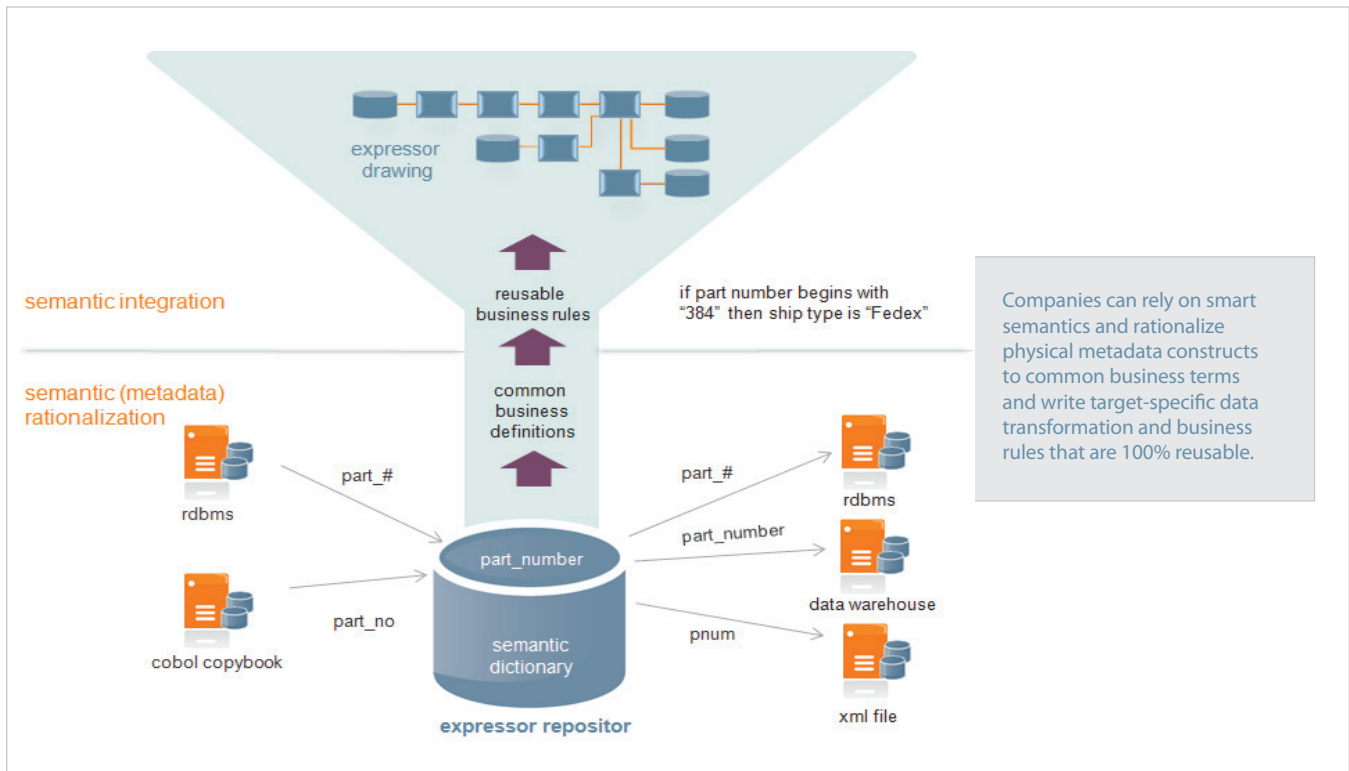 expressor
drawing
semantic integration
reusable
business rules
if part number begins with
“384” then ship type is “Fedex”
Companies can rely on smart
semantics and rationalize
physical metadata constructs
to common business terms
and write target-specific data
transformation and business
rules that are 100% reusable.
semantic (metadata)
rationalization
common
business
definitions
rdbms
part_#
cobol copybook
part_no
part_number
semantic
dictionary
expressor repositor
part_#
rdbms
part_number
data warehouse
pnum
xml file